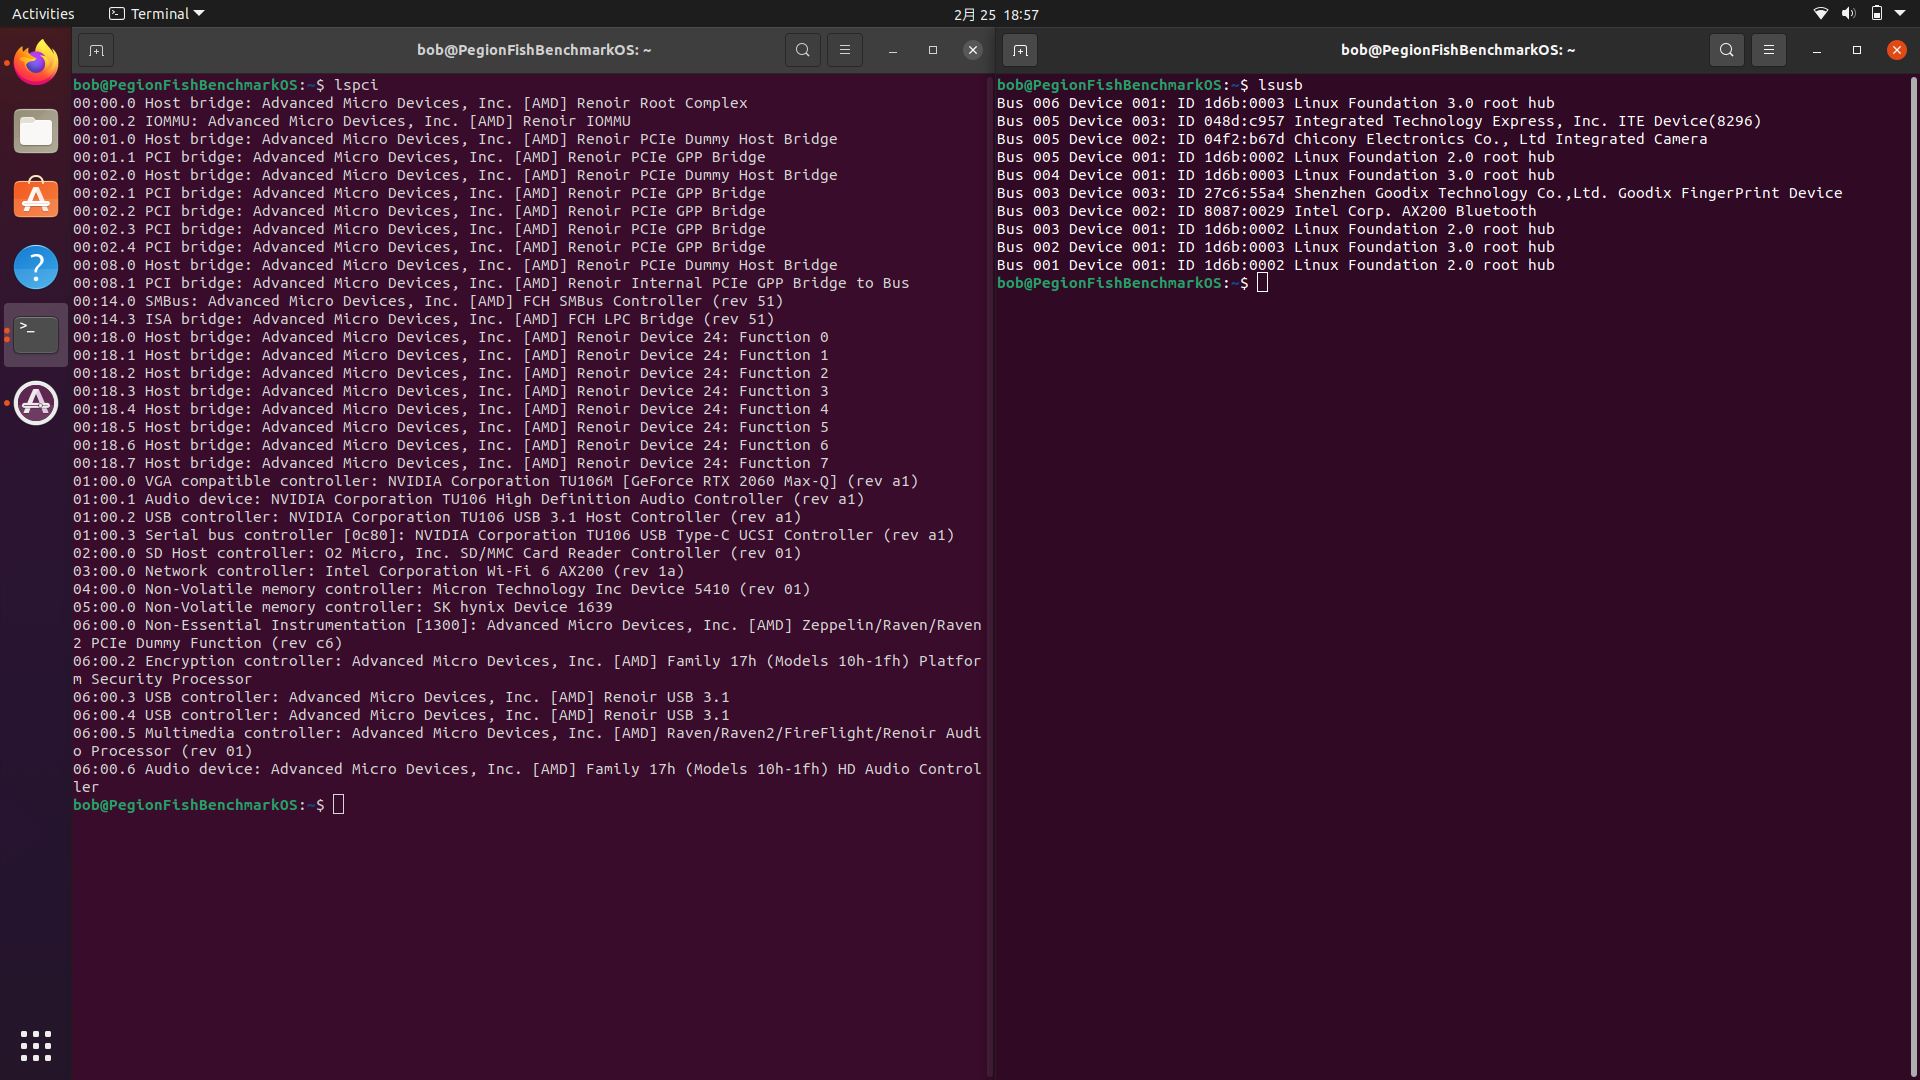 Activities
Terminal
2月 25 18:57
bob@PegionFishBenchmarkOS: ~
bob@PegionFishBenchmarkOS:~$ lspci
00:00.0 Host bridge: Advanced Micro Devices, Inc. [AMD] Renoir Root Complex
00:00.2 IOMMU: Advanced Micro Devices, Inc. [AMD] Renoir IOMMU
00:01.0 Host bridge: Advanced Micro Devices, Inc. [AMD] Renoir PCIe Dummy Host Bridge
00:01.1 PCI bridge: Advanced Micro Devices, Inc. [AMD] Renoir PCIe GPP Bridge
00:02.0 Host bridge: Advanced Micro Devices, Inc. [AMD] Renoir PCIe Dummy Host Bridge
00:02.1 PCI bridge: Advanced Micro Devices, Inc. [AMD] Renoir PCIe GPP Bridge
00:02.2 PCI bridge: Advanced Micro Devices, Inc. [AMD] Renoir PCIe GPP Bridge
00:02.3 PCI bridge: Advanced Micro Devices, Inc. [AMD] Renoir PCIe GPP Bridge
00:02.4 PCI bridge: Advanced Micro Devices, Inc. [AMD] Renoir PCIe GPP Bridge
00:08.0 Host bridge: Advanced Micro Devices, Inc. [AMD] Renoir PCIe Dummy Host Bridge
00:08.1 PCI bridge: Advanced Micro Devices, Inc. [AMD] Renoir Internal PCIe GPP Bridge to Bus
00:14.0 SMBus: Advanced Micro Devices, Inc. [AMD] FCH SMBus Controller (rev 51)
00:14.3 ISA bridge: Advanced Micro Devices, Inc. [AMD] FCH LPC Bridge (rev 51)
00:18.0 Host bridge: Advanced Micro Devices, Inc. [AMD] Renoir Device 24: Function 0
00:18.1 Host bridge: Advanced Micro Devices, Inc. [AMD] Renoir Device 24: Function 1
00:18.2 Host bridge: Advanced Micro Devices, Inc. [AMD] Renoir Device 24: Function 2
00:18.3 Host bridge: Advanced Micro Devices, Inc. [AMD] Renoir Device 24: Function 3
00:18.4 Host bridge: Advanced Micro Devices, Inc. [AMD] Renoir Device 24: Function 4
00:18.5 Host bridge: Advanced Micro Devices, Inc. [AMD] Renoir Device 24: Function 5
00:18.6 Host bridge: Advanced Micro Devices, Inc. [AMD] Renoir Device 24: Function 6
00:18.7 Host bridge: Advanced Micro Devices, Inc. [AMD] Renoir Device 24: Function 7
01:00.0 VGA compatible controller: NVIDIA Corporation TU106M [GeForce RTX 2060 Max-Q] (rev a1)
01:00.1 Audio device: NVIDIA Corporation TU106 High Definition Audio Controller (rev a1)
01:00.2 USB controller: NVIDIA Corporation TU106 USB 3.1 Host Controller (rev a1)
01:00.3 Serial bus controller [0c80]: NVIDIA Corporation TU106 USB Type-C UCSI Controller (rev a1)
02:00.0 SD Host controller: O2 Micro, Inc. SD/MMC Card Reader Controller (rev 01)
03:00.0 Network controller: Intel Corporation Wi-Fi 6 AX200 (rev 1a)
04:00.0 Non-Volatile memory controller: Micron Technology Inc Device 5410 (rev 01)
05:00.0 Non-Volatile memory controller: SK hynix Device 1639
06:00.0 Non-Essential Instrumentation [1300]: Advanced Micro Devices, Inc. [AMD] Zeppelin/Raven/Raven
2 PCIe Dummy Function (rev c6)
06:00.2 Encryption controller: Advanced Micro Devices, Inc. [AMD] Family 17h (Models 10h-1fh) Platfor
m Security Processor
06:00.3 USB controller: Advanced Micro Devices, Inc. [AMD] Renoir USB 3.1
06:00.4 USB controller: Advanced Micro Devices, Inc. [AMD] Renoir USB 3.1
06:00.5 Multimedia controller: Advanced Micro Devices, Inc. [AMD] Raven/Raven2/FireFlight/Renoir Audi
o Processor (rev 01)
06:00.6 Audio device: Advanced Micro Devices, Inc. [AMD] Family 17h (Models 10h-1fh) HD Audio Control
ler
bob@PegionFishBenchmarkOS:~$
bob@PegionFishBenchmarkOS: ~
bob@PegionFishBenchmarkOS:~$ lsusb
Bus 006 Device 001: ID 1d6b:0003 Linux Foundation 3.0 root hub
Bus 005 Device 003: ID 048d:c957 Integrated Technology Express, Inc. ITE Device(8296)
Bus 005 Device 002: ID 04f2:b67d Chicony Electronics Co., Ltd Integrated Camera
Bus 005 Device 001: ID 1d6b:0002 Linux Foundation 2.0 root hub
Bus 004 Device 001: ID 1d6b:0003 Linux Foundation 3.0 root hub
Bus 003 Device 003: ID 27c6:55a4 Shenzhen Goodix Technology Co.,Ltd. Goodix FingerPrint Device
Bus 003 Device 002: ID 8087:0029 Intel Corp. AX200 Bluetooth
Bus 003 Device 001: ID 1d6b:0002 Linux Foundation 2.0 root hub
Bus 002 Device 001: ID 1d6b:0003 Linux Foundation 3.0 root hub
Bus 001 Device 001: ID 1d6b:0002 Linux Foundation 2.0 root hub
bob@PegionFishBenchmarkOS:~$